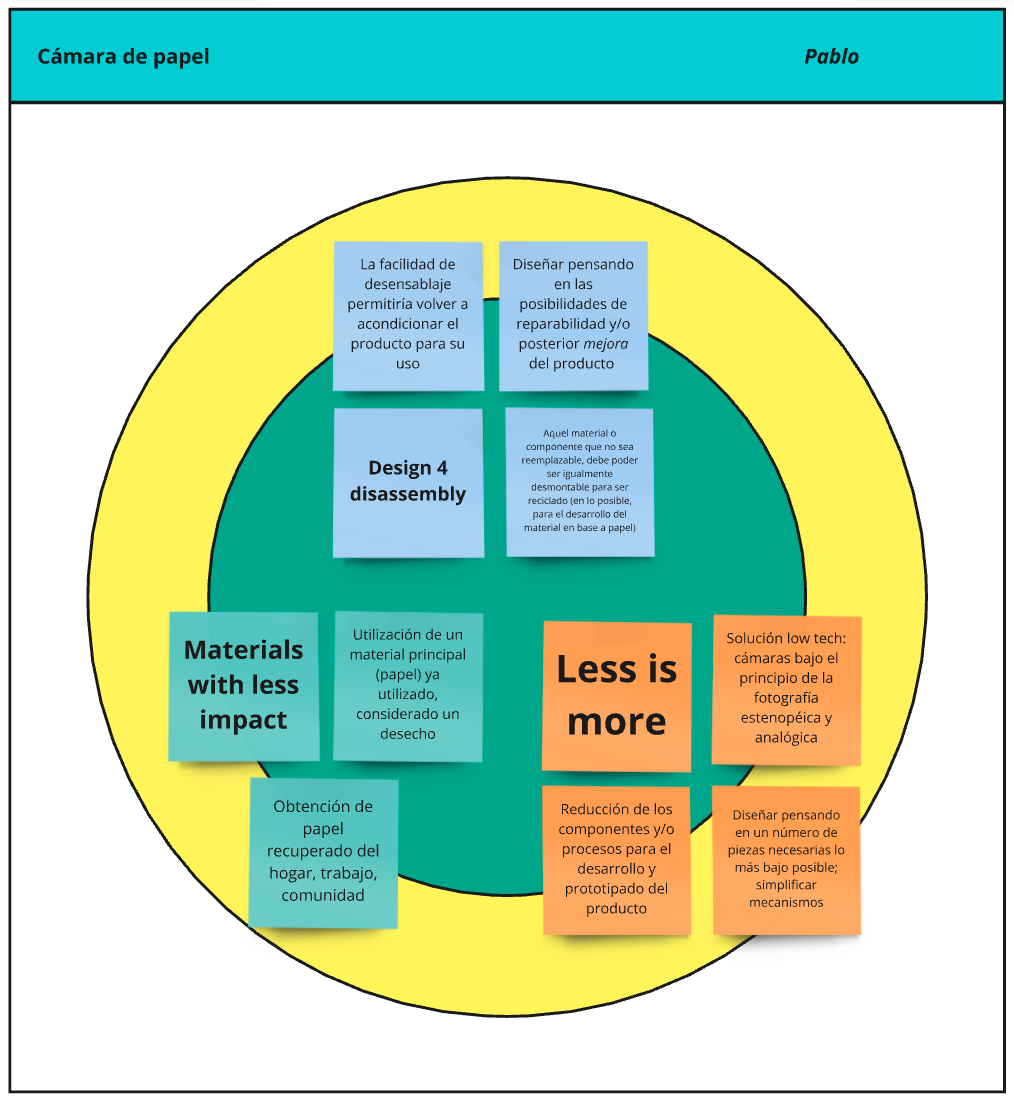 Cámara de papel
Pablo
La facilidad de
desensablaje
permitiría volver a
acondicionar el
producto para su
uso
Diseñar pensando
en las
posibilidades de
reparabilidad y/o
posterior mejora
del producto
Design 4
disassembly
Aquel material o
componente que no sea
reemplazable, debe poder
ser igualmente
desmontable para ser
reciclado (en lo posible,
para el desarrollo del
material en base a papel)
Materials
with less
impact
Utilización de un
material principal
(papel) ya
utilizado,
considerado un
desecho
Obtención de
papel
recuperado del
hogar, trabajo,
comunidad
Less is
more
Solución low tech:
cámaras bajo el
principio de la
fotografía
estenopéica y
analógica
Reducción de los
componentes y/o
procesos para el
desarrollo y
prototipado del
producto
Diseñar pensando
en un número de
piezas necesarias lo
más bajo posible;
simplificar
mecanismos